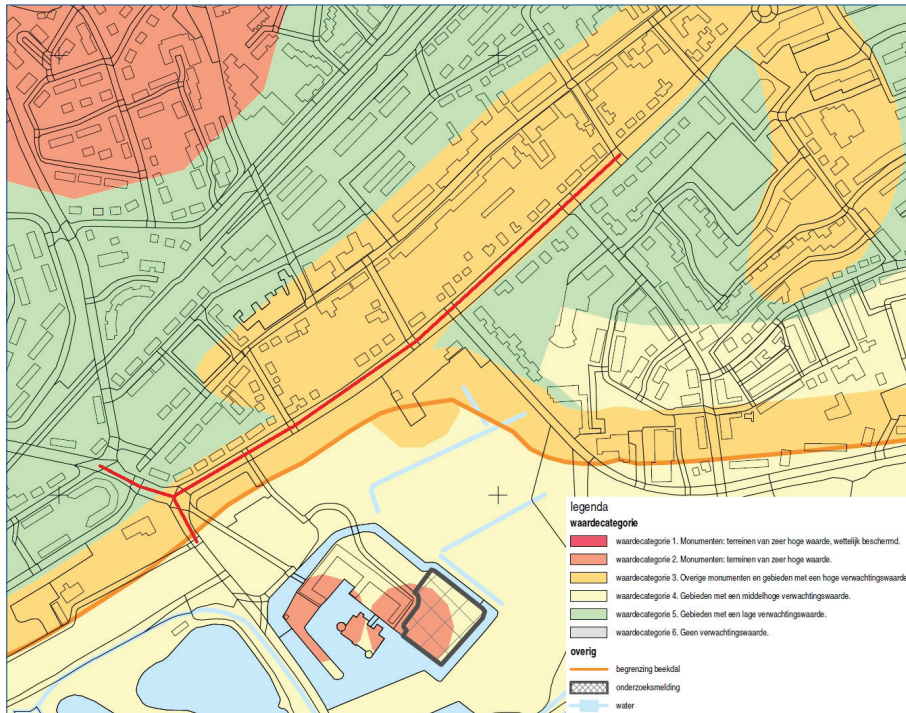 legenda
waardecategorie
waardecategorie 1. Monumenten: terreinen van zeer hoge waarde, wettelijk beschermd.
waardecategorie 2. Monumenten: terreinen van zeer hoge waarde.
waardecategorie 3. Overige monumenten en gebieden met een hoge verwachtingswaarde
waardecategorie 4. Gebieden met een middelhoge verwachtingswaarde.
waardecategorie 5. Gebieden met een lage verwachtingswaarde.
waardecategorie 6. Geen verwachtingswaarde.
overig
begrenzing beekdal
onderzoeksmelding
water